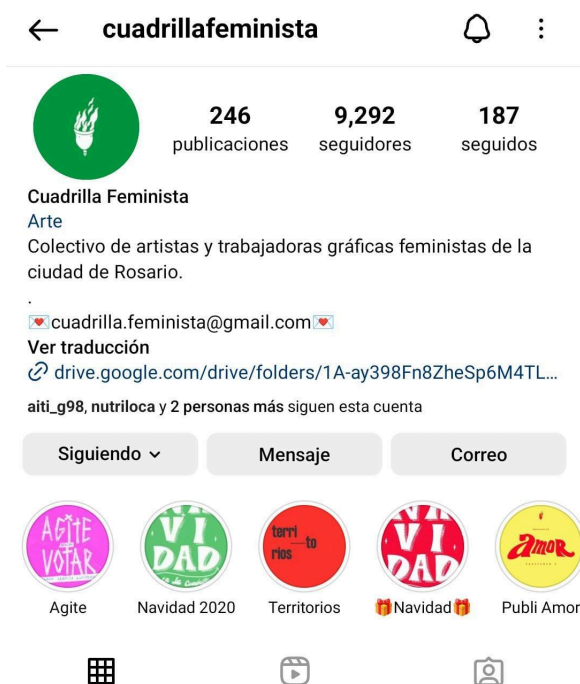 cuadrillafeminista
246
9,292
187
publicaciones
seguidores
seguidos
Cuadrilla Feminista
Arte
Colectivo de artistas y trabajadoras gráficas feministas de la
ciudad de Rosario.
.
💌cuadrilla.feminista@gmail.com💌
Ver traducción
drive.google.com/drive/folders/1A-ay398Fn8ZheSp6M4TL...
aiti_g98, nutriloca y 2 personas más siguen esta cuenta
Siguiendo
Mensaje
Correo
AGITE
VOTAR
VI
DAD
terri
to
rios
VI
DAD
amor
Agite
Navidad 2020
Territorios
🎁Navidad🎁
Publi Amor